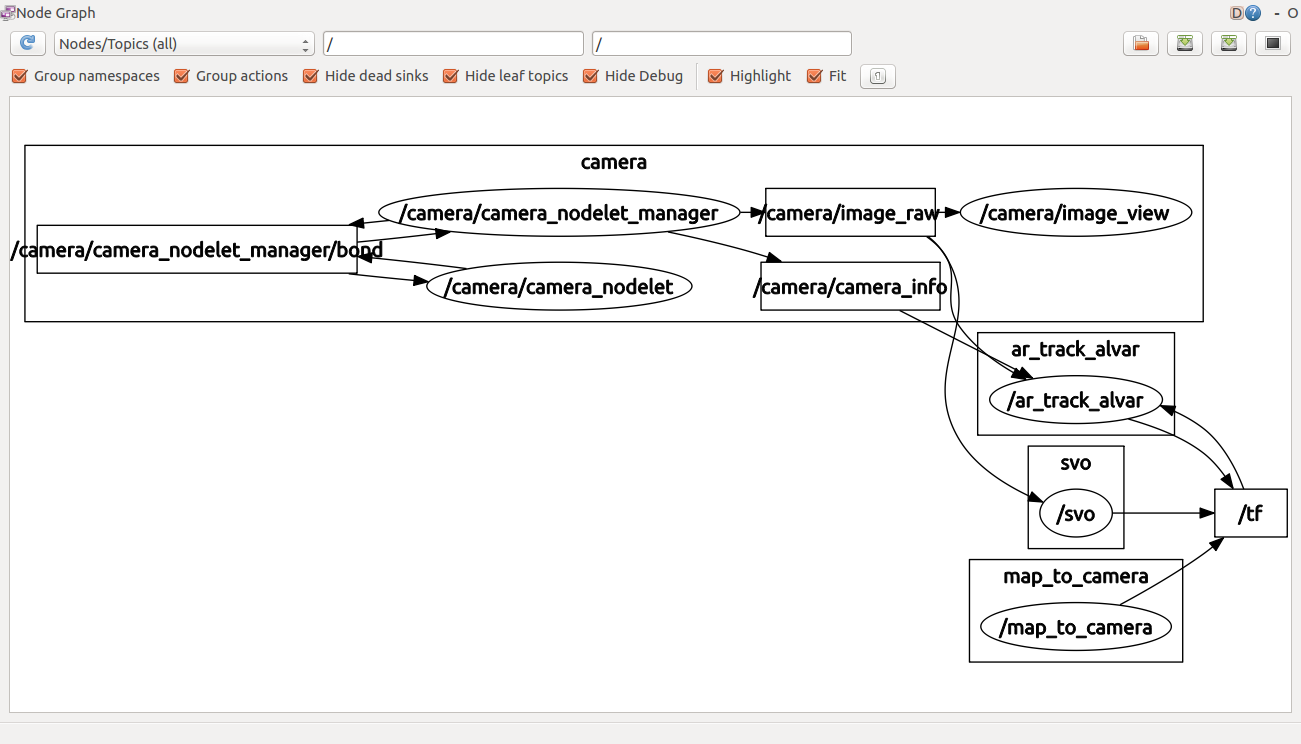 Node Graph
D ? - O
Nodes/Topics (all) / /
Group namespaces Group actions Hide dead sinks Hide leaf topics Hide Debug Highlight Fit
camera
/camera/camera_nodelet_manager /camera/image_raw /camera/image_view
/camera/camera_nodelet_manager/bond
/camera/camera_nodelet /camera/camera_info
ar_track_alvar
/ar_track_alvar
svo
/svo /tf
map_to_camera
/map_to_camera